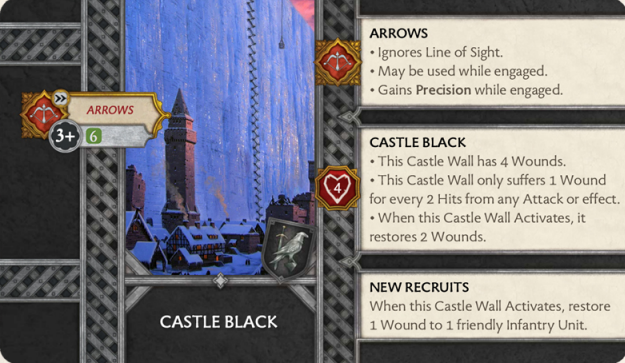 ARROWS
3+
6
CASTLE BLACK
ARROWS
• Ignores Line of Sight.
• May be used while engaged.
• Gains Precision while engaged.
4
CASTLE BLACK
• This Castle Wall has 4 Wounds.
• This Castle Wall only suffers 1 Wound
for every 2 Hits from any Attack or effect.
• When this Castle Wall Activates, it
restores 2 Wounds.
NEW RECRUITS
When this Castle Wall Activates, restore
1 Wound to 1 friendly Infantry Unit.